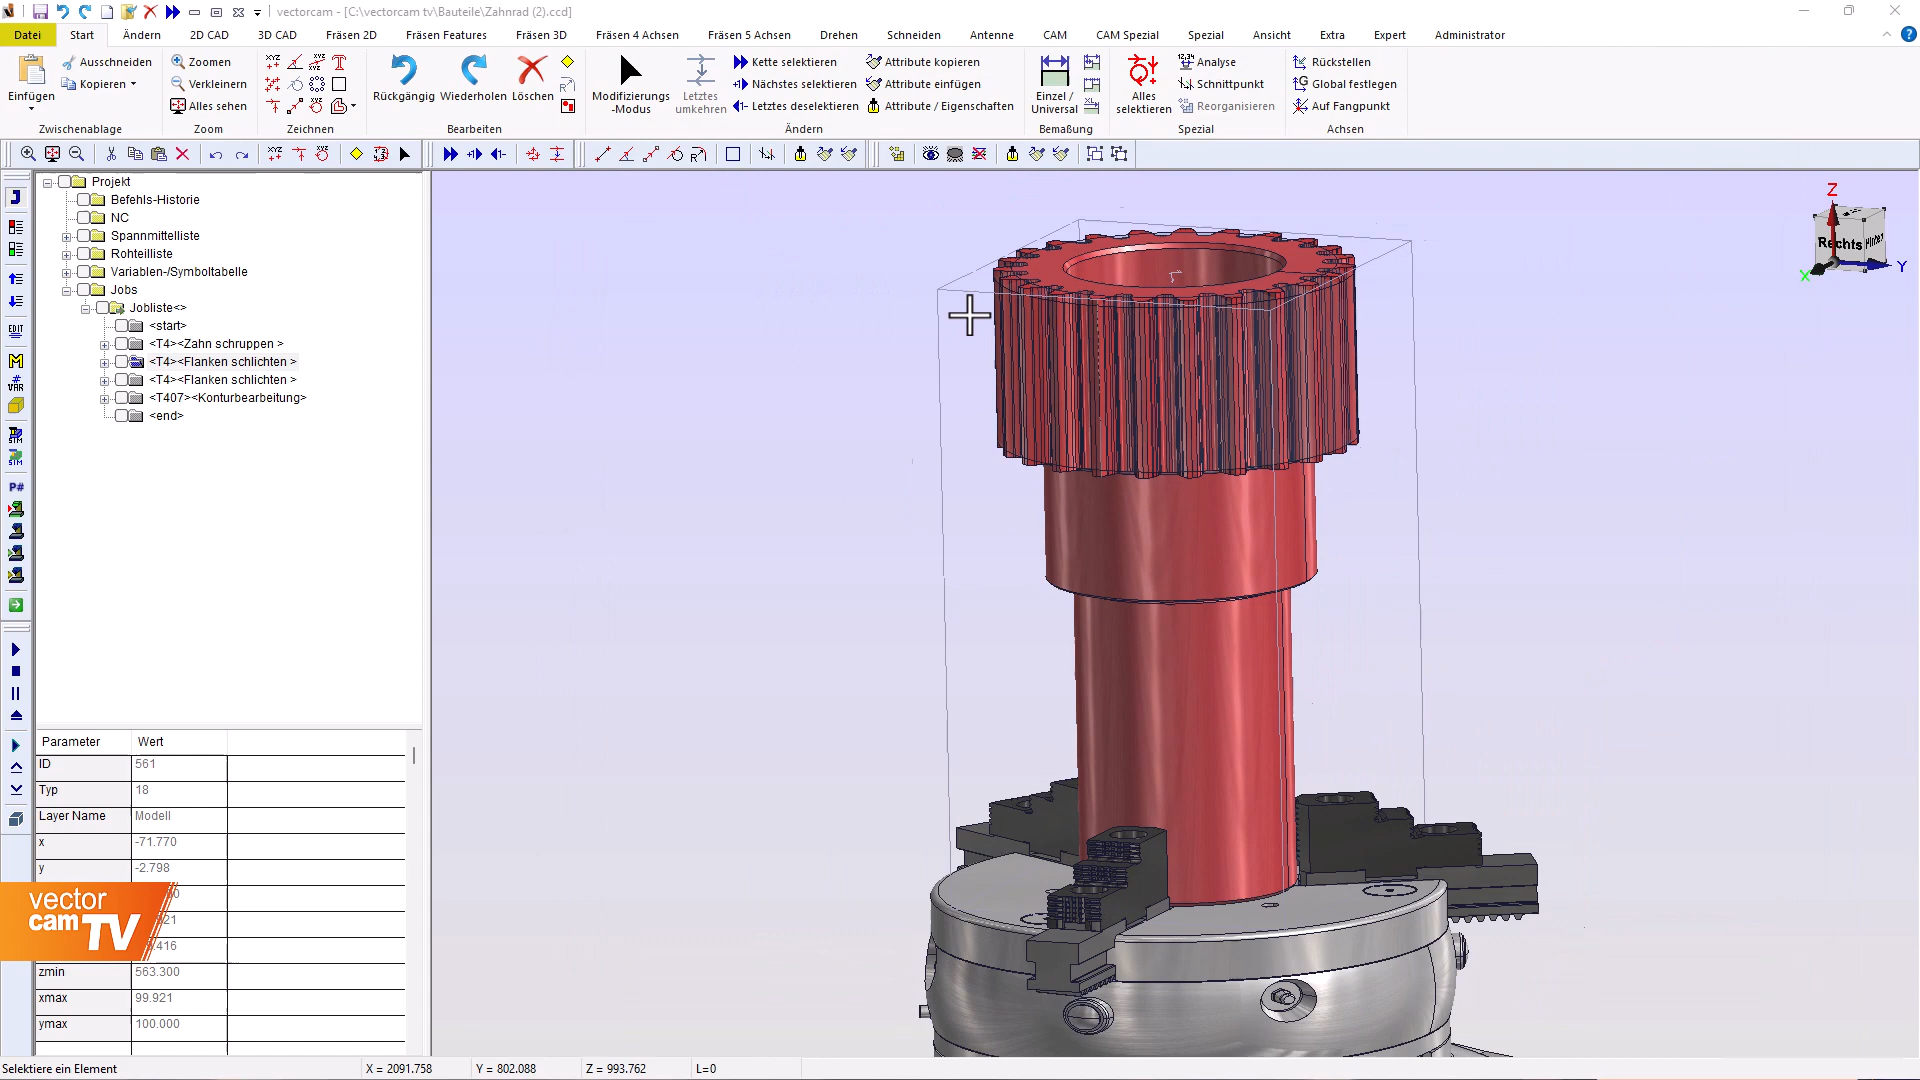 vectorcam - [C:\vectorcam tv\Bauteile\Zahnrad (2).ccd]
Datei Start Ändern 2D CAD 3D CAD Fräsen 2D Fräsen Features Fräsen 3D Fräsen 4 Achsen Fräsen 5 Achsen Drehen Schneiden Antenne CAM CAM Spezial Spezial Ansicht Extra Expert Administrator
Einfügen
Ausschneiden
Kopieren
Zwischenablage
Zoomen
Verkleinern
Alles sehen
Zoom
Zeichnen
Rückgängig
Wiederholen
Löschen
Bearbeiten
Modifizierungs
-Modus
Letztes
umkehren
Kette selektieren
Nächstes selektieren
Letztes deselektieren
Attribute kopieren
Attribute einfügen
Attribute / Eigenschaften
Ändern
Einzel /
Universal
Bemaßung
Alles
selektieren
Analyse
Schnittpunkt
Reorganisieren
Spezial
Rückstellen
Global festlegen
Auf Fangpunkt
Achsen
Projekt
Befehls-Historie
NC
Spannmittelliste
Rohteilliste
Variablen-/Symboltabelle
Jobs
Jobliste<>
<start>
<T4><Zahn schruppen >
<T4><Flanken schlichten >
<T4><Flanken schlichten >
<T407><Konturbearbeitung>
<end>
EDIT
M
#
VAR
SIM
SIM
P#
Z
Rechts
Hinten
X
Y
Parameter Wert
ID 561
Typ 18
Layer Name Modell
x -71.770
y -2.798
zmin 563.300
xmax 99.921
ymax 100.000
vector
cam TV
Selektiere ein Element X = 2091.758 Y = 802.088 Z = 993.762 L=0